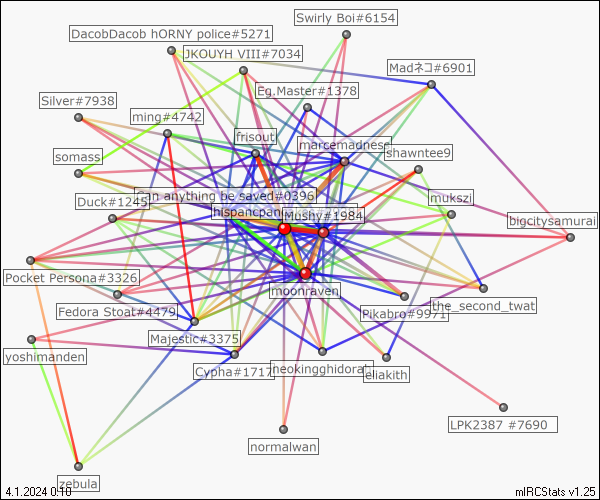 Swirly Boi#6154
DacobDacob hORNY police#5271
JKOUYH VIII#7034
Madネコ#6901
Eg.Master#1378
Silver#7938
ming#4742
frisout
marcemadness
shawntee9
somass
Can anything be saved#0396
mukszi
Duck#1245
hispancpan
Mushy#1984
bigcitysamurai
Pocket Persona#3326
moonraven
Fedora Stoat#4479
Pikabro#9971
the_second_twat
Majestic#3375
yoshimanden
Cypha#1717
neokingghidorah
eliakith
LPK2387 #7690
normalwan
zebula
4.1.2024 0:10
mIRCStats v1.25